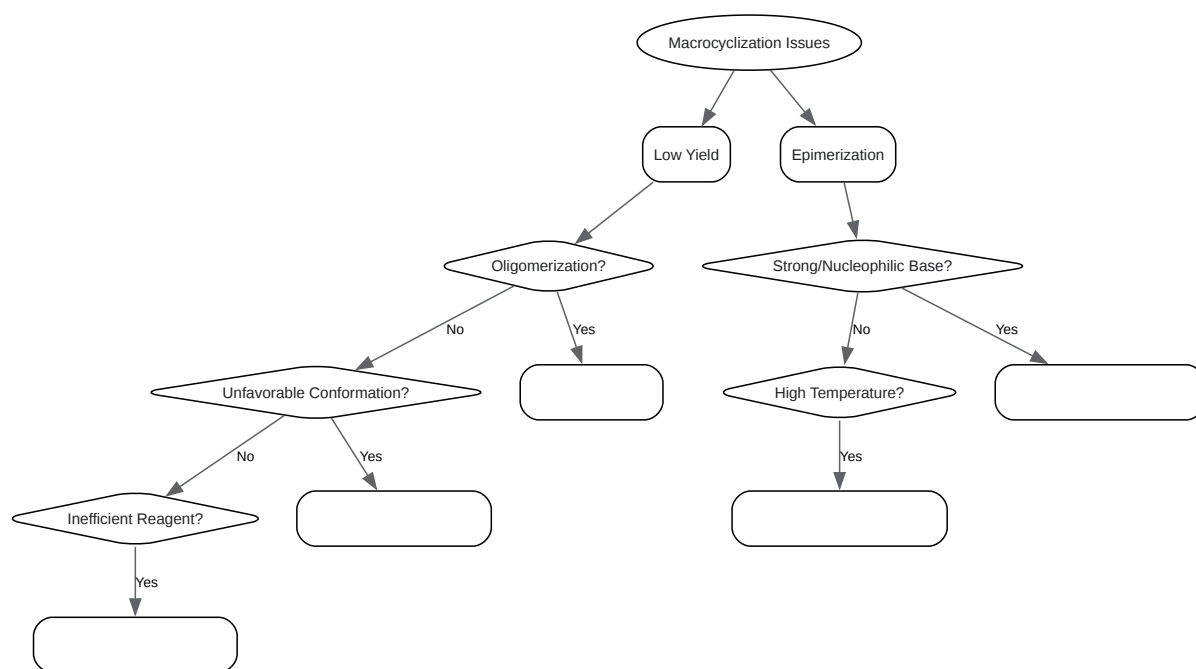 Macrocyclization Issues
Low Yield
Epimerization
Oligomerization?
Strong/Nucleophilic Base?
No
Yes
No
Yes
Unfavorable Conformation?
High Temperature?
No
Yes
Yes
Inefficient Reagent?
Yes